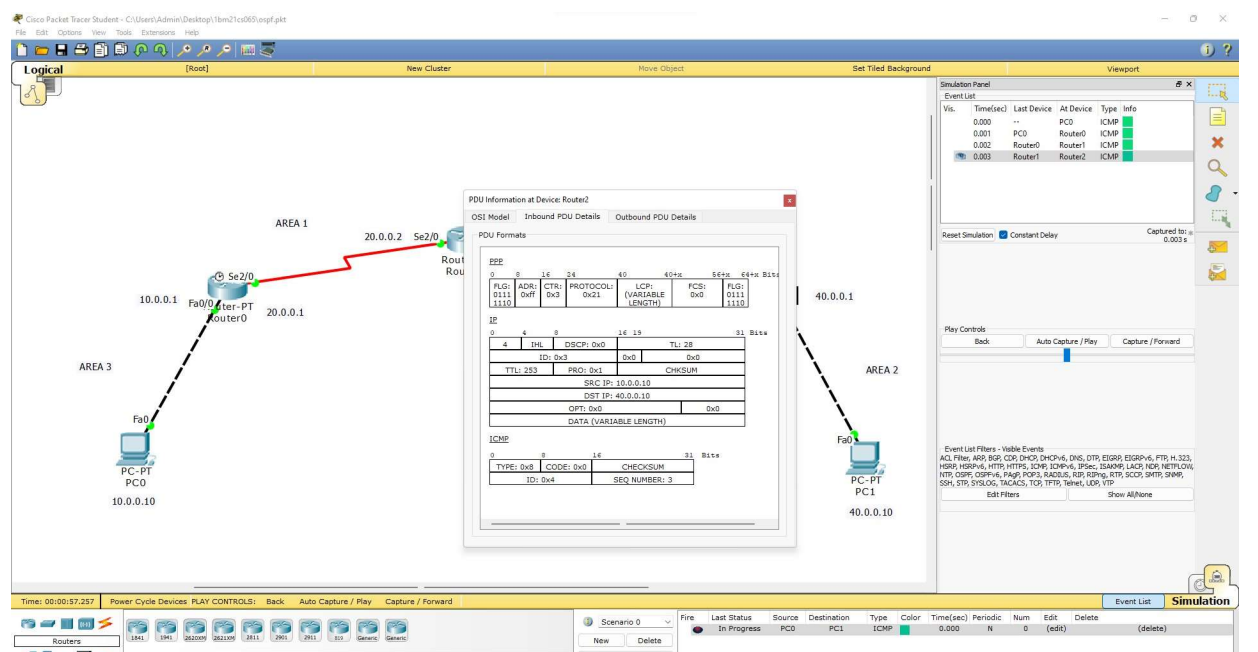 Cisco Packet Tracer Student - C:\Users\Admin\Desktop\1bm21cs065\ospf.pkt
File Edit Options View Tools Extensions Help
Logical [Root] New Cluster Move Object Set Tiled Background Viewport
Simulation Panel
Event List
Vis. Time(sec) Last Device At Device Type Info
0.000 -- PC0 ICMP
0.001 PC0 Router0 ICMP
0.002 Router0 Router1 ICMP
0.003 Router1 Router2 ICMP
Reset Simulation Constant Delay Captured to:
0.003 s
Play Controls
Back Auto Capture / Play Capture / Forward
Event List Filters - Visible Events
ACL Filter, ARP, BGP, CDP, DHCP, DHCPv6, DNS, DTP, EIGRP, EIGRPv6, FTP, H.323,
HSRP, HSRPv6, HTTP, HTTPS, ICMP, ICMPv6, IPSec, ISAKMP, LACP, NDP, NETFLOW,
NTP, OSPF, OSPFv6, PAgP, POP3, RADIUS, RIP, RIPng, RTP, SCCP, SMTP, SNMP,
SSH, STP, SYSLOG, TACACS, TCP, TFTP, Telnet, UDP, VTP
Edit Filters Show All/None
AREA 1
20.0.0.2 Se2/0
Rout
Rou
Se2/0
10.0.0.1 Fa0/0 uter-PT
Router0 20.0.0.1
AREA 3
Fa0
PC-PT
PC0
10.0.0.10
40.0.0.1
AREA 2
Fa0
PC-PT
PC1
40.0.0.10
PDU Information at Device: Router2
OSI Model Inbound PDU Details Outbound PDU Details
PDU Formats
PPP
0 8 16 24 40 40+x 56+x 64+x Bits
FLG: 0111 1110 ADR: 0xff CTR: 0x3 PROTOCOL: 0x21 LCP: (VARIABLE LENGTH) FCS: 0x0 FLG: 0111 1110
IP
0 4 8 16 19 31 Bits
4 IHL DSCP: 0x0 TL: 28
ID: 0x3 0x0 0x0
TTL: 253 PRO: 0x1 CHKSUM
SRC IP: 10.0.0.10
DST IP: 40.0.0.10
OPT: 0x0 0x0
DATA (VARIABLE LENGTH)
ICMP
0 8 16 31 Bits
TYPE: 0x8 CODE: 0x0 CHECKSUM
ID: 0x4 SEQ NUMBER: 3
Time: 00:00:57.257 Power Cycle Devices PLAY CONTROLS: Back Auto Capture / Play Capture / Forward Event List Simulation
Routers
1841 1941 2620XM 2621XM 2811 2901 2911 819 Generic Generic
Scenario 0
New Delete
Fire Last Status Source Destination Type Color Time(sec) Periodic Num Edit Delete
In Progress PC0 PC1 ICMP 0.000 N 0 (edit) (delete)